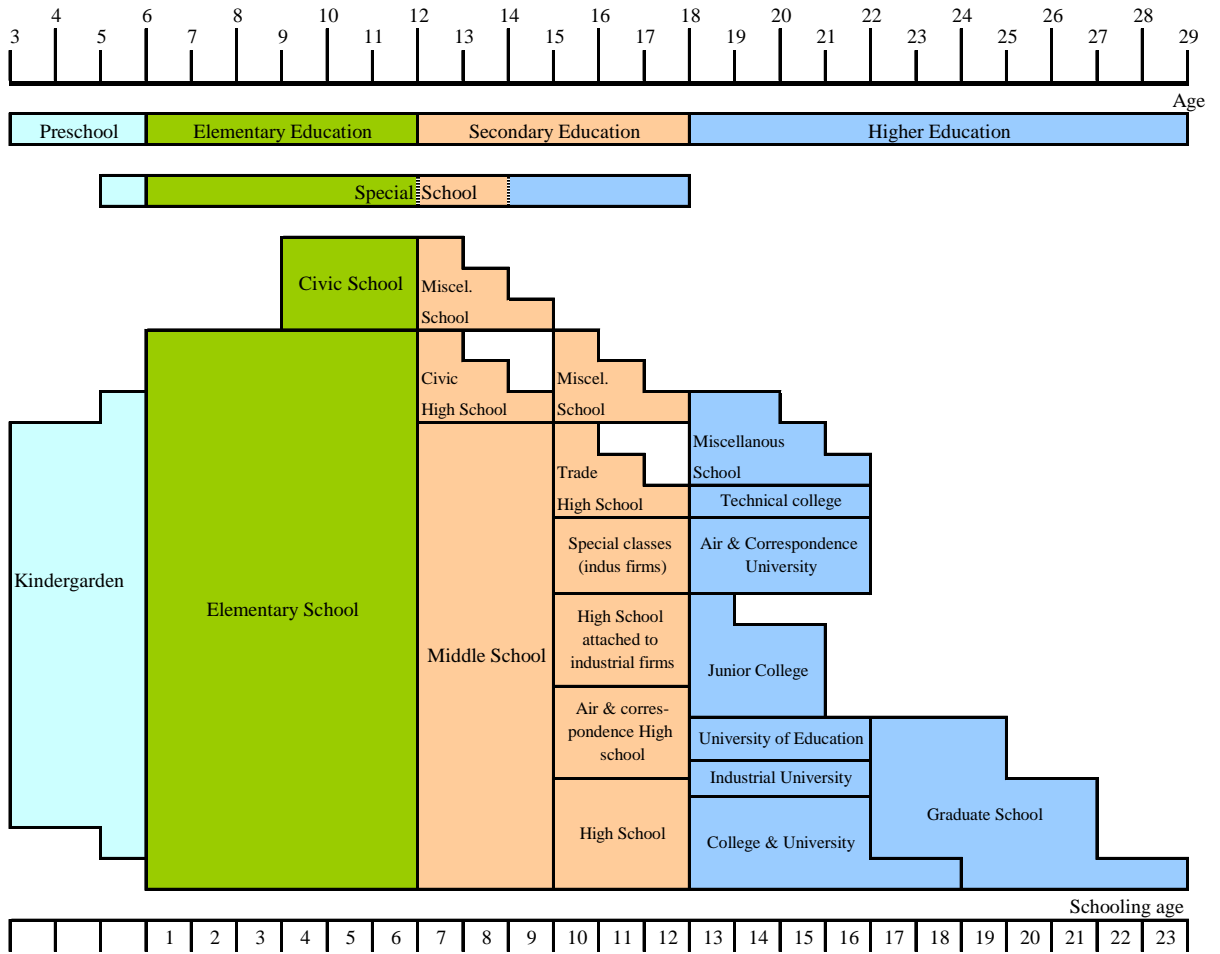 4 6 8 10 12 14 16 18 20 22 24 26 28
3 5 7 9 11 13 15 17 19 21 23 25 27 29
Age
Preschool Elementary Education Secondary Education Higher Education
Special School
Civic School
Miscel.
School
Civic
High School
Miscel.
School
Miscellanous
School
Trade
High School
Technical college
Special classes
(indus firms)
Air & Correspondence
University
Kindergarden
Elementary School
Middle School
High School
attached to
industrial firms
Junior College
Air & corres-
pondence High
school
University of Education
Industrial University
Graduate School
High School
College & University
Schooling age
1 2 3 4 5 6 7 8 9 10 11 12 13 14 15 16 17 18 19 20 21 22 23